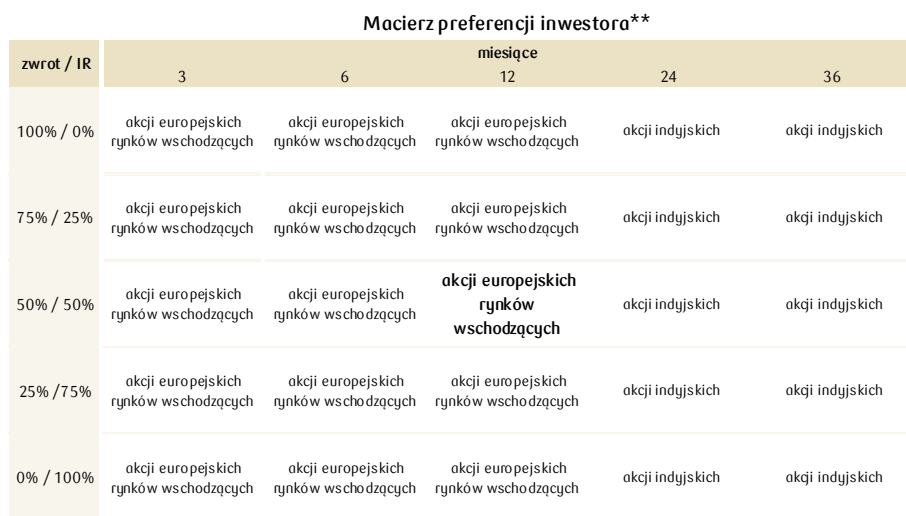 Macierz preferencji inwestora**
zwrot / IR
miesiące
3 6 12 24 36
100% / 0%
akcji europejskich
rynków wschodzących
akcji europejskich
rynków wschodzących
akcji europejskich
rynków wschodzących
akcji indyjskich
akcji indyjskich
75% / 25%
akcji europejskich
rynków wschodzących
akcji europejskich
rynków wschodzących
akcji europejskich
rynków wschodzących
akcji indyjskich
akcji indyjskich
50% / 50%
akcji europejskich
rynków wschodzących
akcji europejskich
rynków wschodzących
akcji europejskich
rynków
wschodzących
akcji indyjskich
akcji indyjskich
25% /75%
akcji europejskich
rynków wschodzących
akcji europejskich
rynków wschodzących
akcji europejskich
rynków wschodzących
akcji indyjskich
akcji indyjskich
0% / 100%
akcji europejskich
rynków wschodzących
akcji europejskich
rynków wschodzących
akcji europejskich
rynków wschodzących
akcji indyjskich
akcji indyjskich